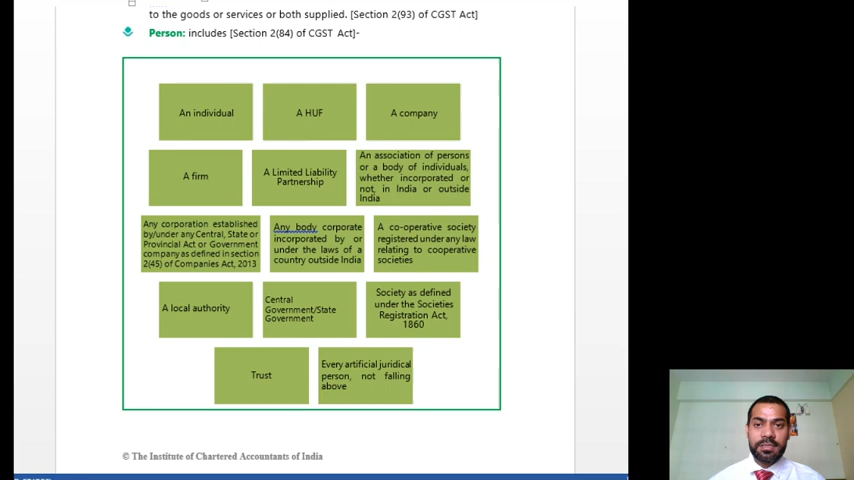 to the goods or services or both supplied. [Section 2(93) of CGST Act]
Person: includes [Section 2(84) of CGST Act]-
An individual
A HUF
A company
A firm
A Limited Liability
Partnership
An association of persons
or a body of individuals,
whether incorporated or
not, in India or outside
India
Any corporation established
by/under any Central, State or
Provincial Act or Government
company as defined in section
2(45) of Companies Act, 2013
Any body corporate
incorporated by or
under the laws of a
country outside India
A co-operative society
registered under any law
relating to cooperative
societies
A local authority
Central
Government/State
Government
Society as defined
under the Societies
Registration Act,
1860
Trust
Every artificial juridical
person, not falling
above
© The Institute of Chartered Accountants of India